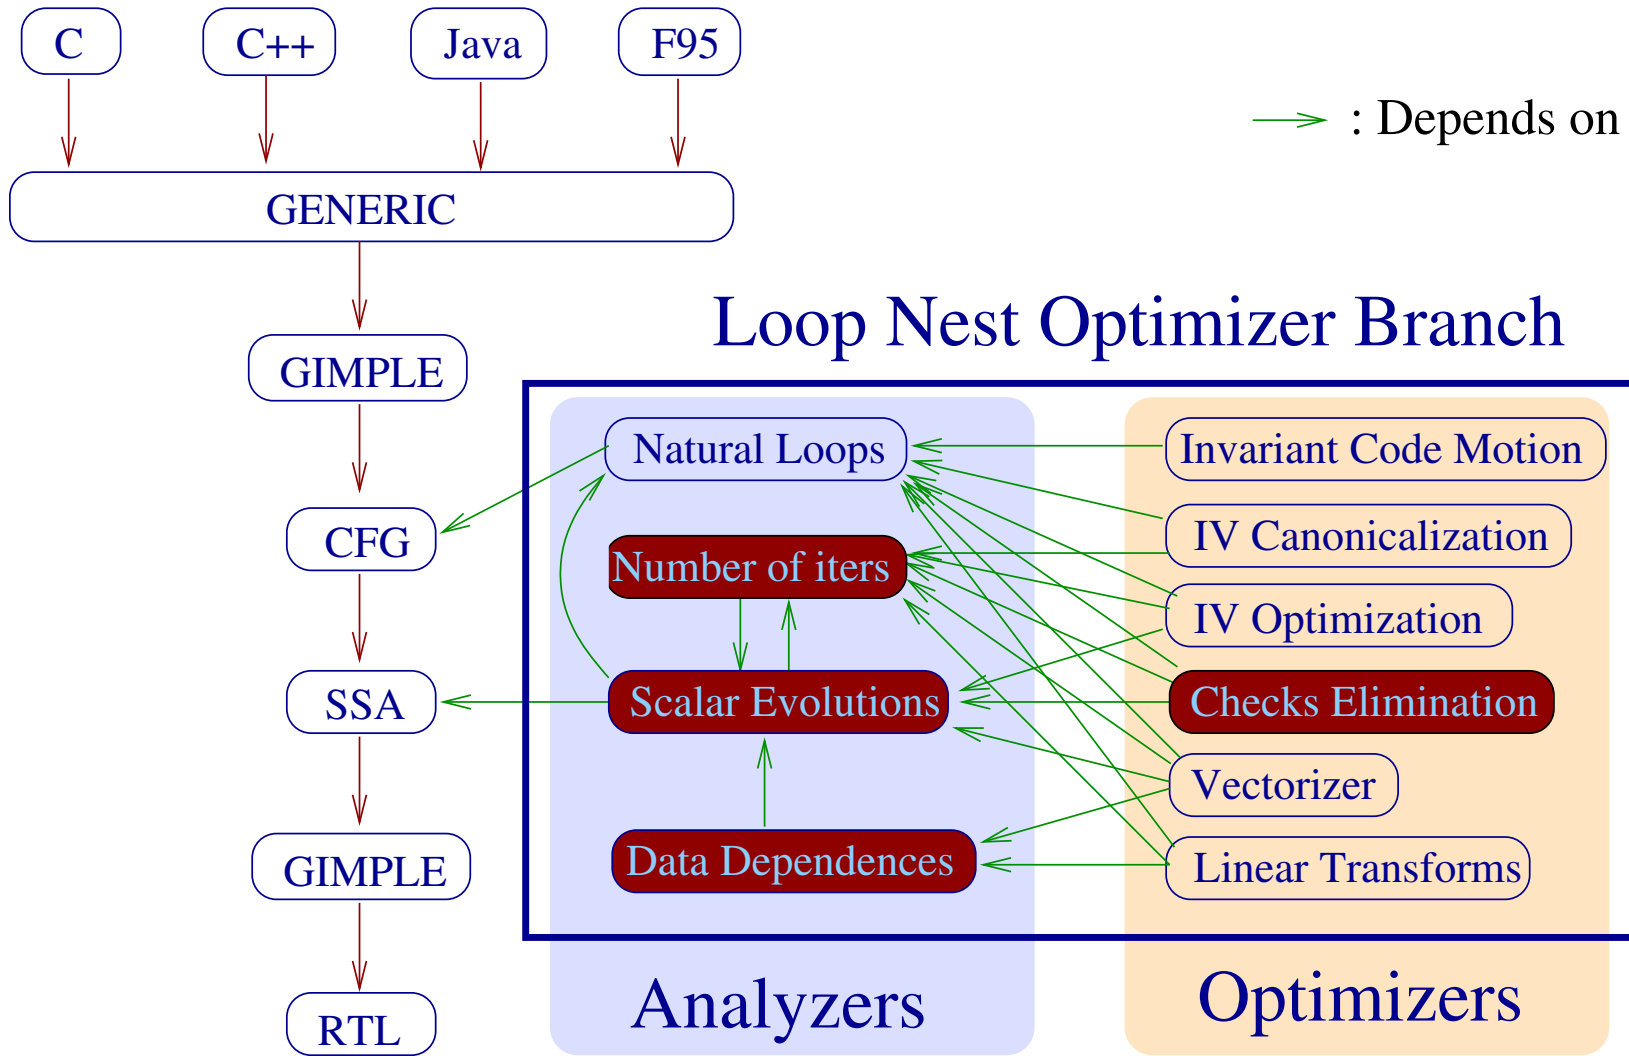 C
C++
Java
F95
: Depends on
GENERIC
Loop Nest Optimizer Branch
GIMPLE
CFG
SSA
GIMPLE
RTL
Natural Loops
Number of iters
Scalar Evolutions
Data Dependences
Analyzers
Invariant Code Motion
IV Canonicalization
IV Optimization
Checks Elimination
Vectorizer
Linear Transforms
Optimizers